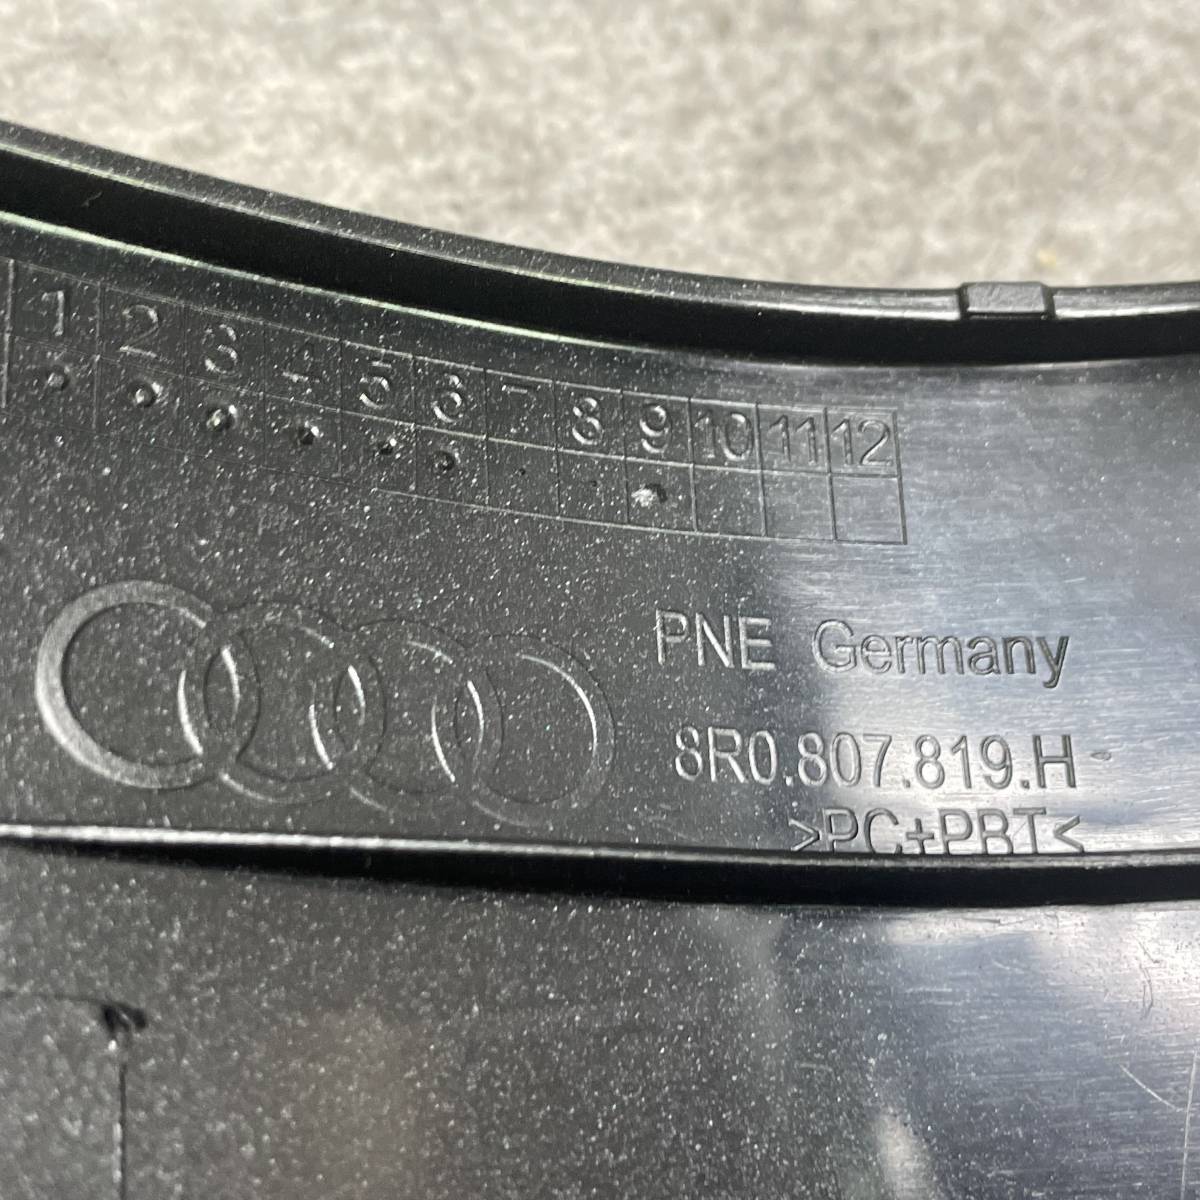 1 2 3 4 5 6 7 8 9 10 11 12
PNE Germany
8R0.807.819.H
>PC+PBT<